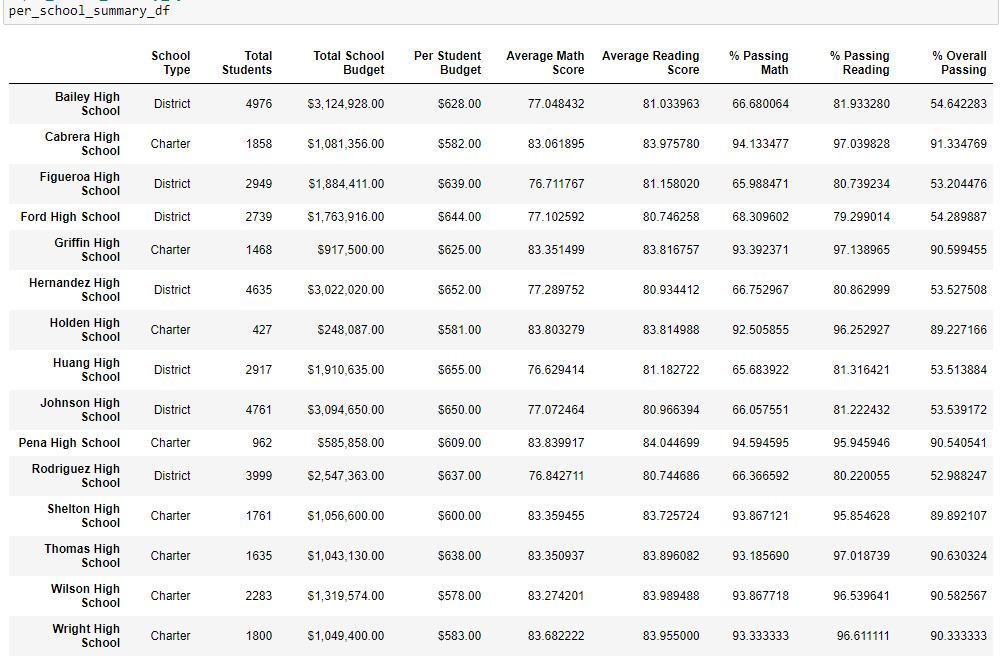 per_school_summary_df
School Type Total Students Total School Budget Per Student Budget Average Math Score Average Reading Score % Passing Math % Passing Reading % Overall Passing
Bailey High School District 4976 $3,124,928.00 $628.00 77.048432 81.033963 66.680064 81.933280 54.642283
Cabrera High School Charter 1858 $1,081,356.00 $582.00 83.061895 83.975780 94.133477 97.039828 91.334769
Figueroa High School District 2949 $1,884,411.00 $639.00 76.711767 81.158020 65.988471 80.739234 53.204476
Ford High School District 2739 $1,763,916.00 $644.00 77.102592 80.746258 68.309602 79.299014 54.289887
Griffin High School Charter 1468 $917,500.00 $625.00 83.351499 83.816757 93.392371 97.138965 90.599455
Hernandez High School District 4635 $3,022,020.00 $652.00 77.289752 80.934412 66.752967 80.862999 53.527508
Holden High School Charter 427 $248,087.00 $581.00 83.803279 83.814988 92.505855 96.252927 89.227166
Huang High School District 2917 $1,910,635.00 $655.00 76.629414 81.182722 65.683922 81.316421 53.513884
Johnson High School District 4761 $3,094,650.00 $650.00 77.072464 80.966394 66.057551 81.222432 53.539172
Pena High School Charter 962 $585,858.00 $609.00 83.839917 84.044699 94.594595 95.945946 90.540541
Rodriguez High School District 3999 $2,547,363.00 $637.00 76.842711 80.744686 66.366592 80.220055 52.988247
Shelton High School Charter 1761 $1,056,600.00 $600.00 83.359455 83.725724 93.867121 95.854628 89.892107
Thomas High School Charter 1635 $1,043,130.00 $638.00 83.350937 83.896082 93.185690 97.018739 90.630324
Wilson High School Charter 2283 $1,319,574.00 $578.00 83.274201 83.989488 93.867718 96.539641 90.582567
Wright High School Charter 1800 $1,049,400.00 $583.00 83.682222 83.955000 93.333333 96.611111 90.333333